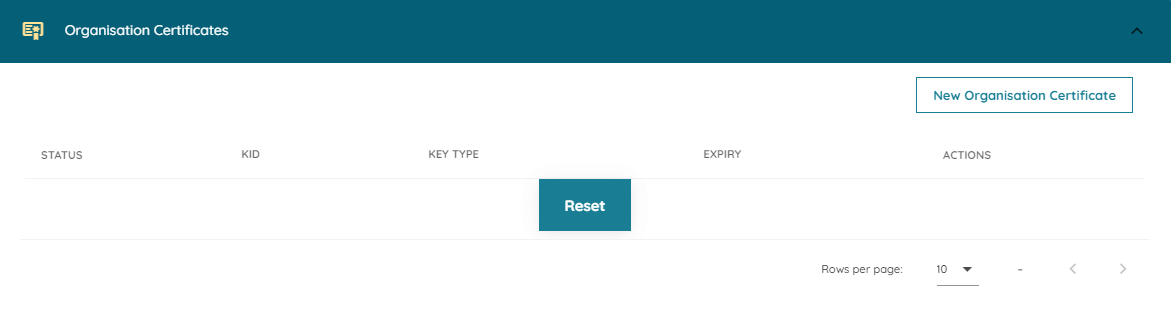 Organisation Certificates
New Organisation Certificate
STATUS KID KEY TYPE EXPIRY ACTIONS
Reset
Rows per page: 10 –